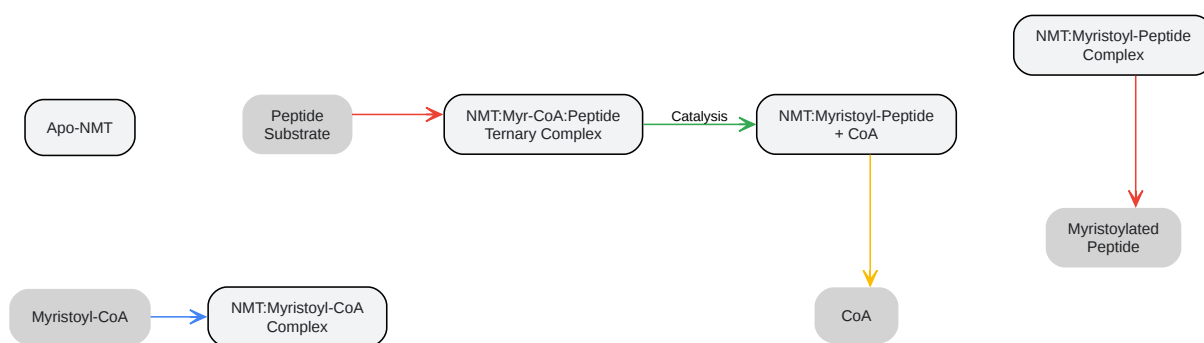 NMT:Myristoyl-Peptide
Complex
Apo-NMT
Peptide
Substrate
NMT:Myr-CoA:Peptide
Ternary Complex
Catalysis
NMT:Myristoyl-Peptide
+ CoA
Myristoylated
Peptide
Myristoyl-CoA
NMT:Myristoyl-CoA
Complex
CoA